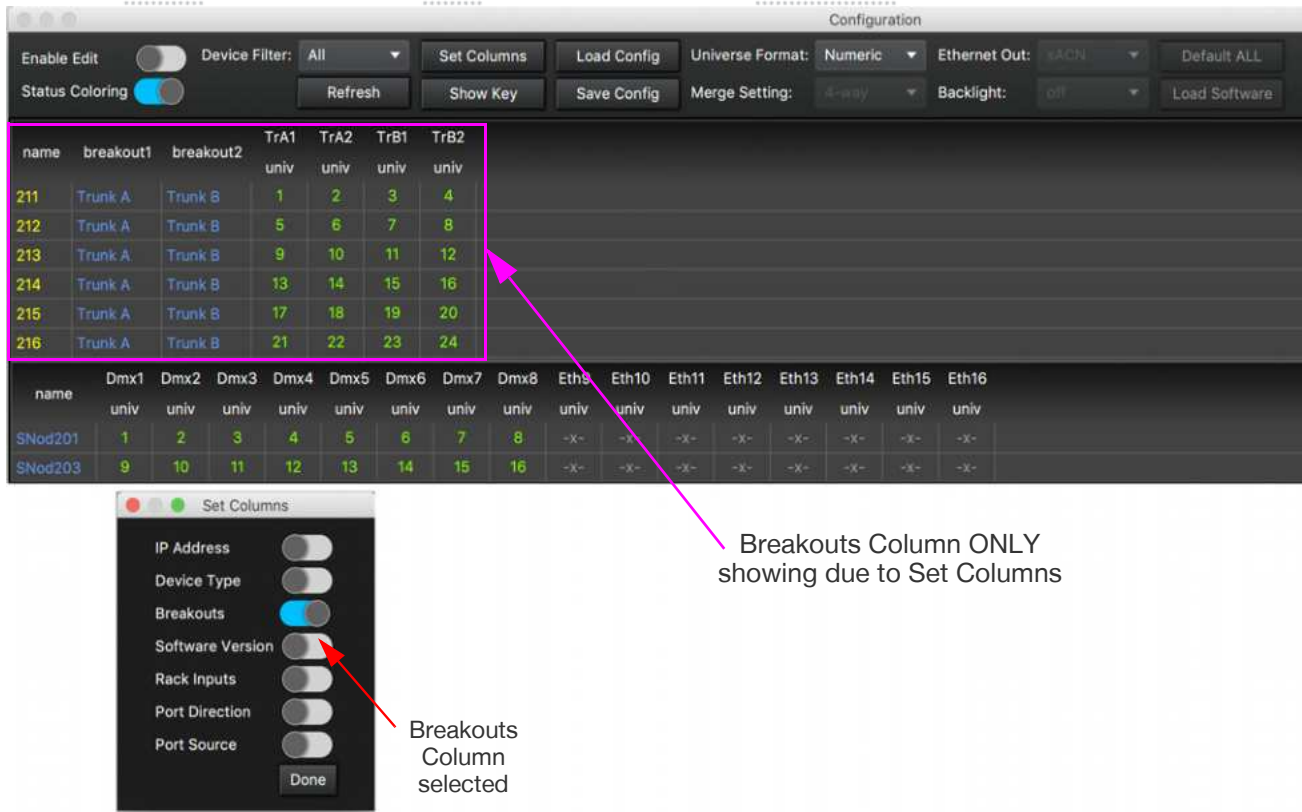 Configuration
Enable Edit Device Filter: All Set Columns Load Config Universe Format: Numeric Ethernet Out: sACN Default ALL
Status Coloring Refresh Show Key Save Config Merge Setting: 4-way Backlight: off Load Software
TrA1 TrA2 TrB1 TrB2
name breakout1 breakout2
univ univ univ univ
211 Trunk A Trunk B 1 2 3 4
212 Trunk A Trunk B 5 6 7 8
213 Trunk A Trunk B 9 10 11 12
214 Trunk A Trunk B 13 14 15 16
215 Trunk A Trunk B 17 18 19 20
216 Trunk A Trunk B 21 22 23 24
Dmx1 Dmx2 Dmx3 Dmx4 Dmx5 Dmx6 Dmx7 Dmx8 Eth9 Eth10 Eth11 Eth12 Eth13 Eth14 Eth15 Eth16
name
univ univ univ univ univ univ univ univ univ univ univ univ univ univ univ univ
SNod201 1 2 3 4 5 6 7 8 -x- -x- -x- -x- -x- -x- -x- -x-
SNod203 9 10 11 12 13 14 15 16 -x- -x- -x- -x- -x- -x- -x- -x-
Set Columns
IP Address
Device Type
Breakouts
Software Version
Rack Inputs
Port Direction
Port Source
Done
Breakouts Column ONLY
showing due to Set Columns
Breakouts
Column
selected